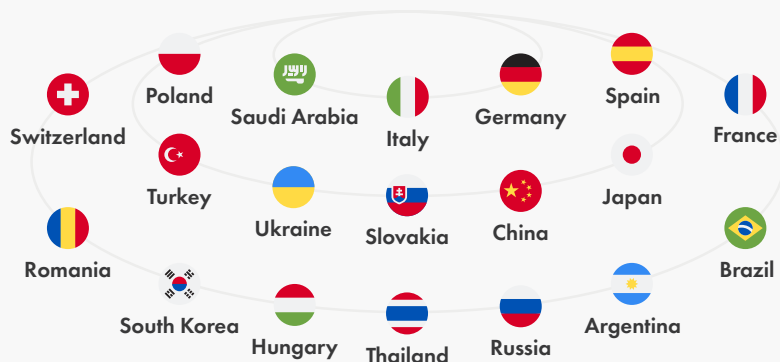 Switzerland
Poland
Saudi Arabia
Italy
Germany
Spain
France
Turkey
Ukraine
Slovakia
China
Japan
Romania
South Korea
Hungary
Thailand
Russia
Argentina
Brazil